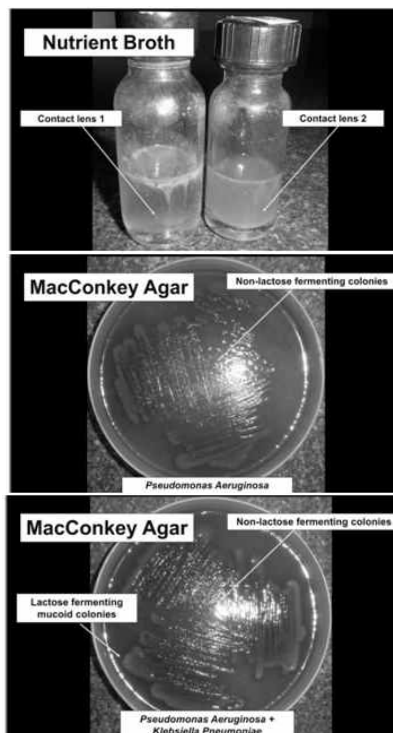 Nutrient Broth
Contact lens 1
Contact lens 2
MacConkey Agar
Non-lactose fermenting colonies
Pseudomonas Aeruginosa
MacConkey Agar
Non-lactose fermenting colonies
Lactose fermenting
mucoid colonies
Pseudomonas Aeruginosa +
Klebsiella Pneumoniae